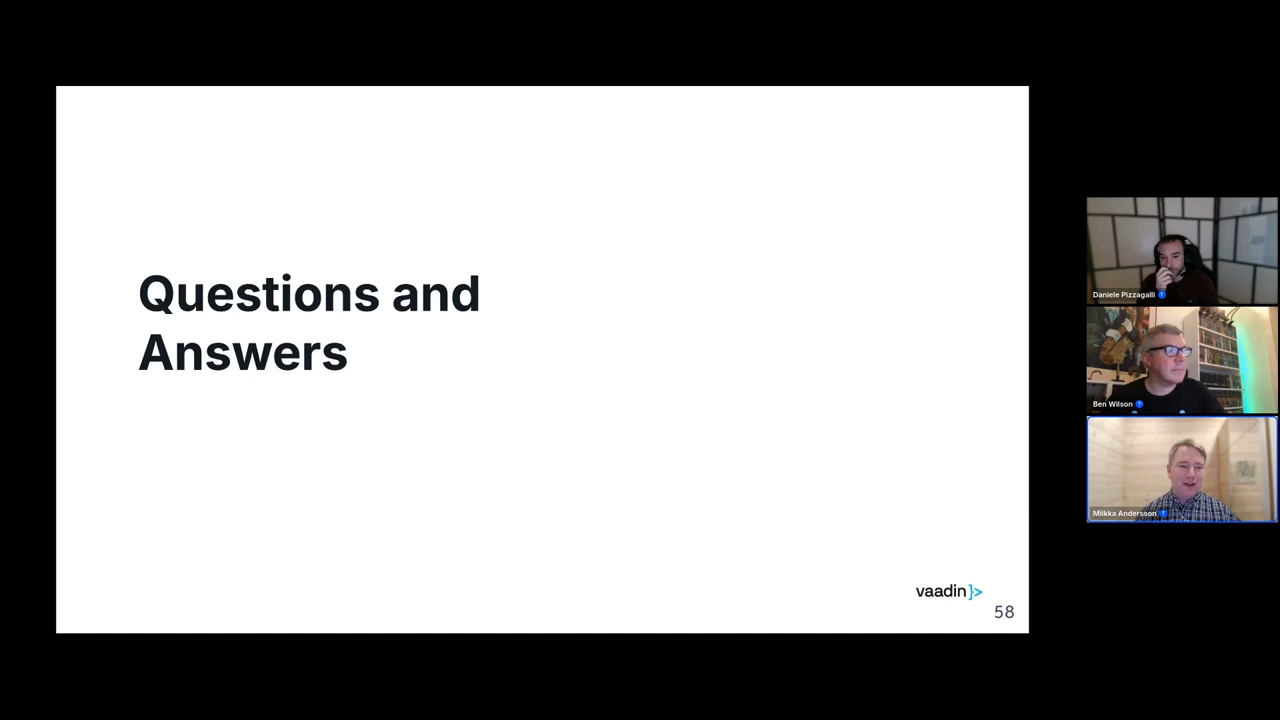 Questions and
Answers
vaadin}>
58
Daniele Pizzagalli
Ben Wilson
Miikka Andersson